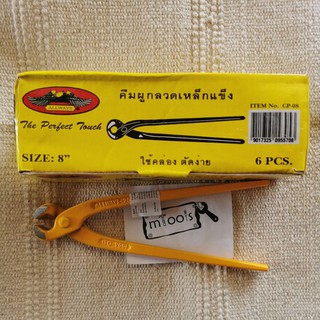 ALLWAYS
The Perfect Touch
SIZE: 8"
คีมผูกลวดเหล็กแข็ง
ใช้คล่อง ตัดง่าย
ITEM No. CP-08
6 PCS.
mTools